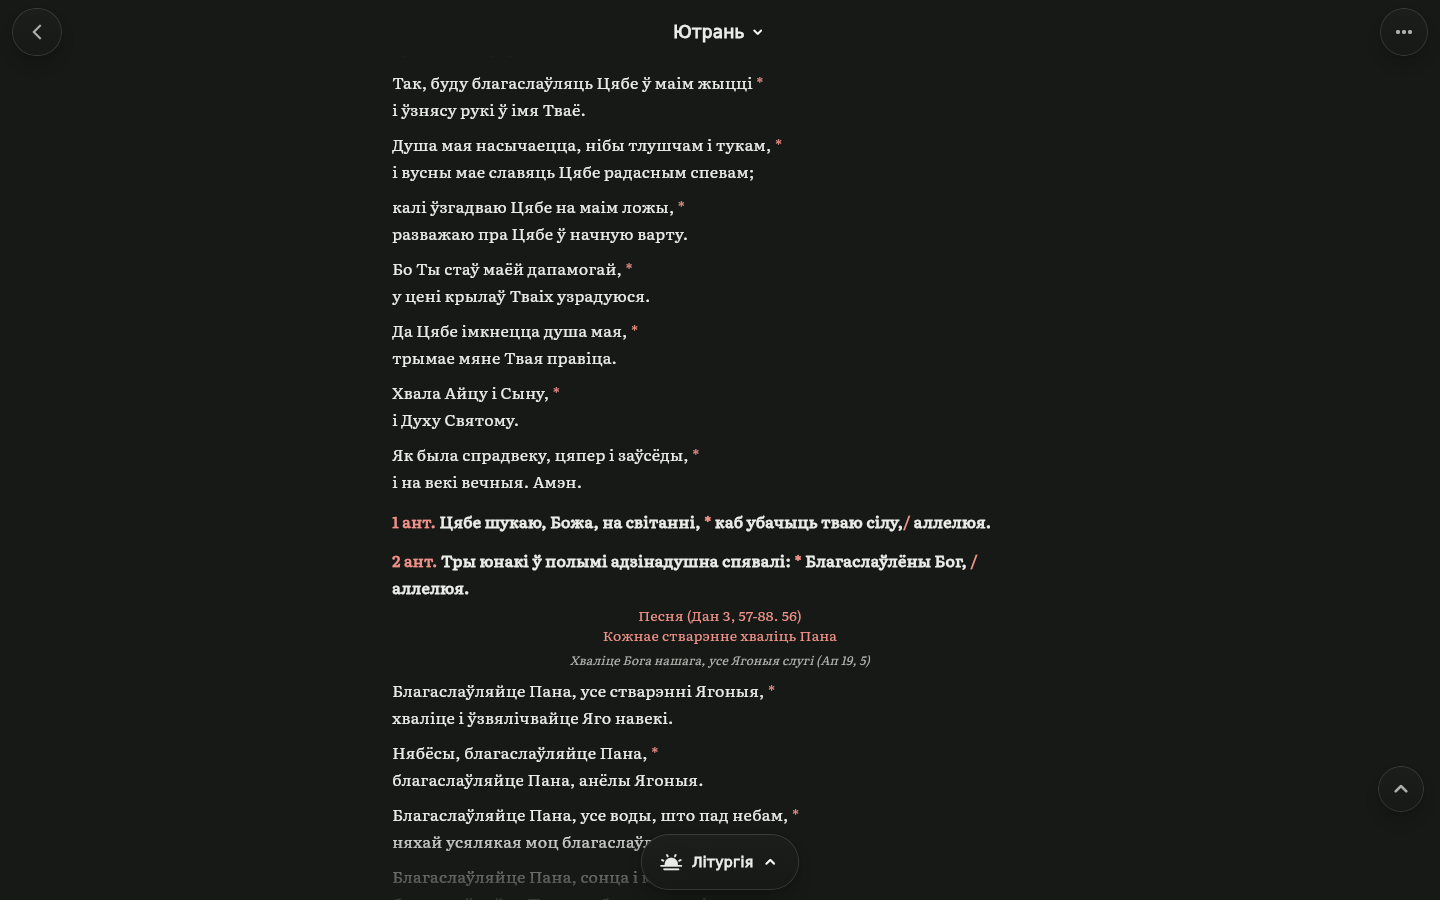 Ютрань
Так, буду благаслаўляць Цябе ў маім жыцці *
і ўзнясу рукі ў імя Тваё.
Душа мая насычаецца, нібы тлушчам і тукам, *
і вусны мае славяць Цябе радасным спевам;
калі ўзгадваю Цябе на маім ложы, *
разважаю пра Цябе ў начную варту.
Бо Ты стаў маёй дапамогай, *
у цені крылаў Тваіх узрадуюся.
Да Цябе імкнецца душа мая, *
трымае мяне Твая правіца.
Хвала Айцу і Сыну, *
і Духу Святому.
Як была спрадвеку, цяпер і заўсёды, *
і на векі вечныя. Амэн.
1 ант. Цябе шукаю, Божа, на світанні, * каб убачыць тваю сілу,/ аллелюя.
2 ант. Тры юнакі ў полымі адзінадушна спявалі: * Благаслаўлёны Бог, /
аллелюя.
Песня (Дан 3, 57-88. 56)
Кожнае стварэнне хваліць Пана
Хваліце Бога нашага, усе Ягоныя слугі (Ап 19, 5)
Благаслаўляйце Пана, усе стварэнні Ягоныя, *
хваліце і ўзвялічвайце Яго навекі.
Нябёсы, благаслаўляйце Пана, *
благаслаўляйце Пана, анёлы Ягоныя.
Благаслаўляйце Пана, усе воды, што пад небам, *
няхай усялякая моц
Благаслаўляйце Пана, сонца і
Літургія